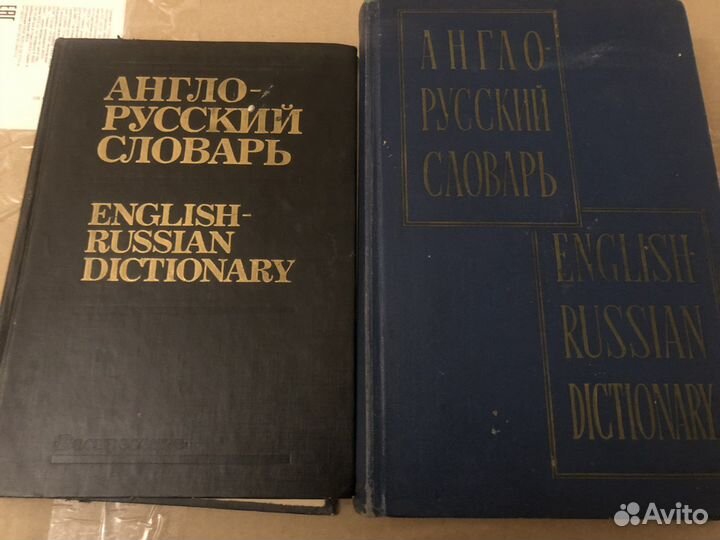 АНГЛО-
РУССКИЙ
СЛОВАРЬ
ENGLISH-
RUSSIAN
DICTIONARY
АНГЛО-
РУССКИЙ
СЛОВАРЬ
ENGLISH-
RUSSIAN
DICTIONARY
Avito